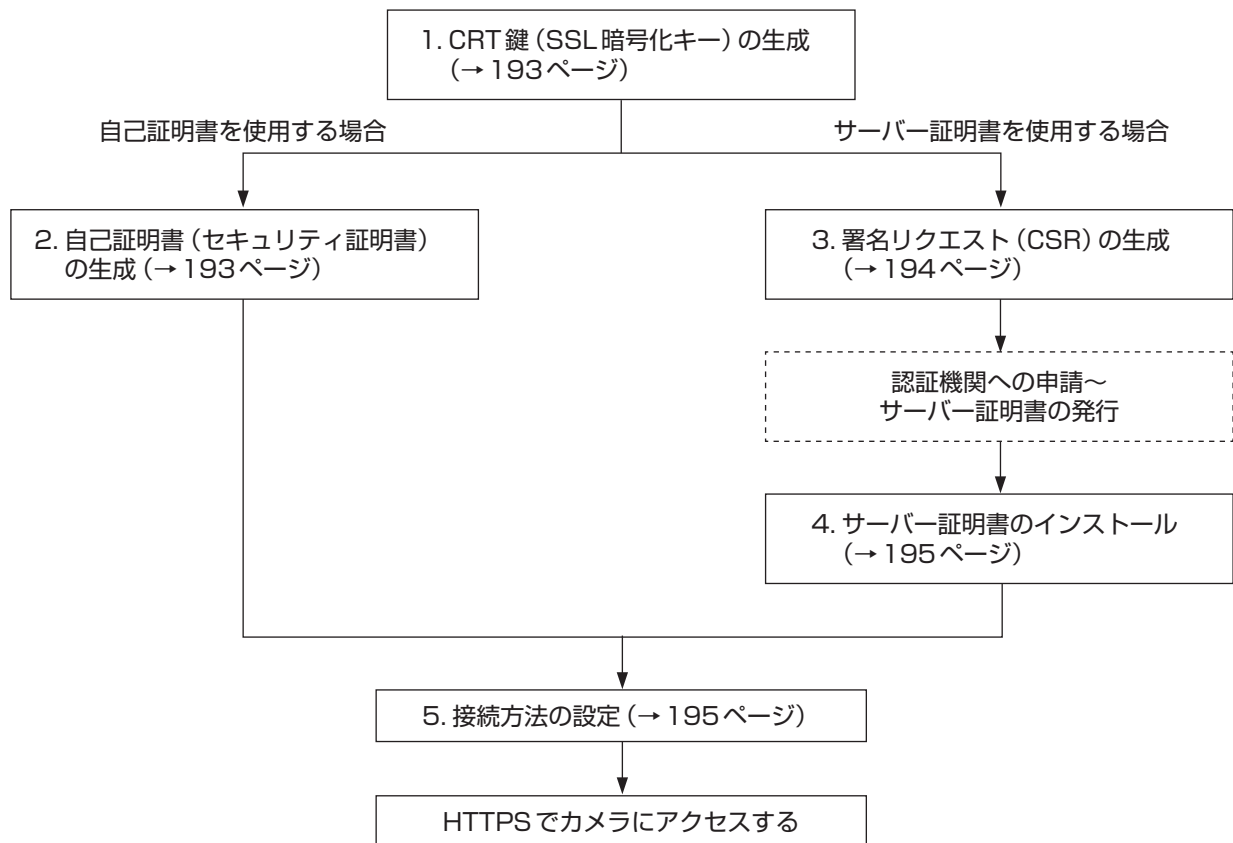 1. CRT鍵（SSL暗号化キー）の生成
（→193ページ）
自己証明書を使用する場合
サーバー証明書を使用する場合
2. 自己証明書（セキュリティ証明書）
の生成（→193ページ）
3. 署名リクエスト（CSR）の生成
（→194ページ）
認証機関への申請～
サーバー証明書の発行
4. サーバー証明書のインストール
（→195ページ）
5. 接続方法の設定（→195ページ）
HTTPSでカメラにアクセスする